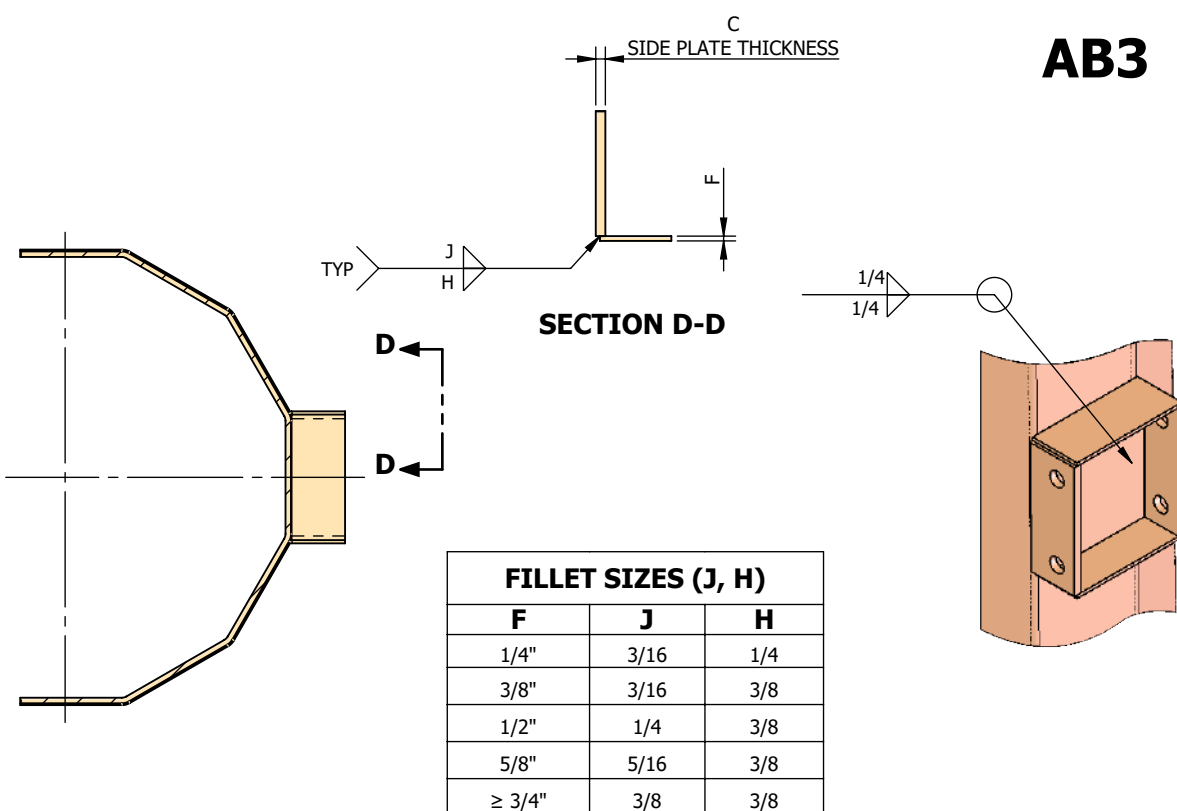 C
SIDE PLATE THICKNESS
AB3
F
TYP
J
H
SECTION D-D
1/4
1/4
D
D
FILLET SIZES (J, H)
F J H
1/4" 3/16 1/4
3/8" 3/16 3/8
1/2" 1/4 3/8
5/8" 5/16 3/8
≥ 3/4" 3/8 3/8